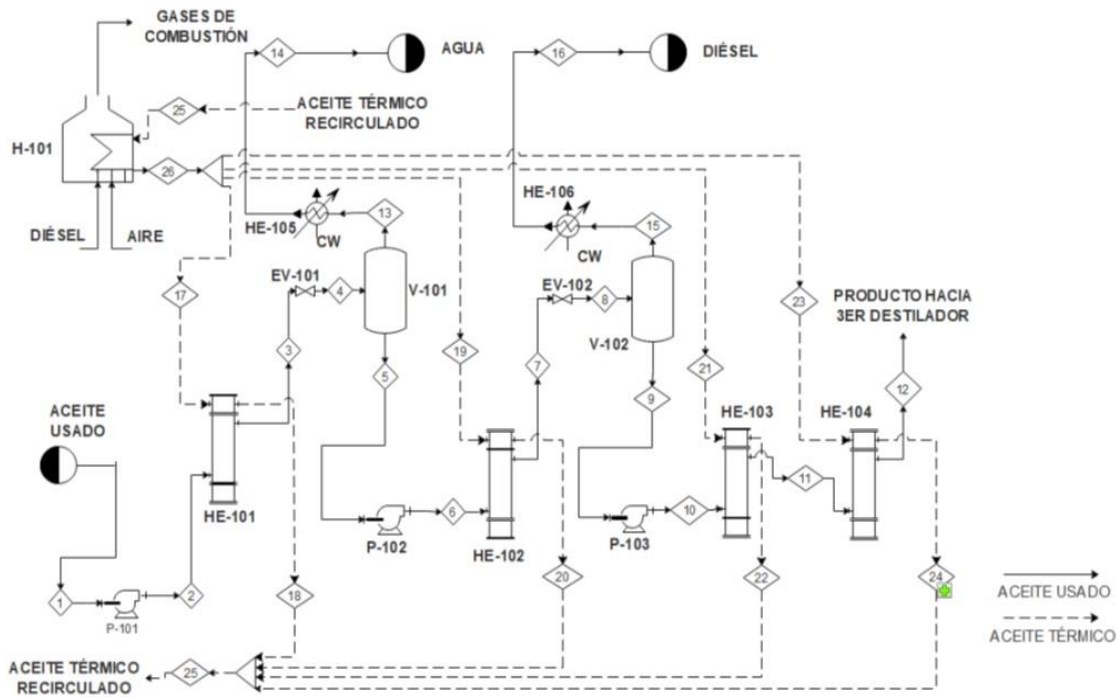 GASES DE
COMBUSTIÓN
14
AGUA
16
DIÉSEL
25
ACEITE TÉRMICO
RECIRCULADO
H-101
26
HE-105
CW
13
HE-106
CW
15
DIÉSEL
AIRE
17
EV-101
4
V-101
EV-102
8
V-102
23
PRODUCTO HACIA
3ER DESTILADOR
3
5
19
7
9
21
12
ACEITE
USADO
HE-101
HE-103
HE-104
11
P-102
6
HE-102
P-103
10
1
P-101
2
18
20
22
24
ACEITE USADO
ACEITE TÉRMICO
ACEITE TÉRMICO
RECIRCULADO
25